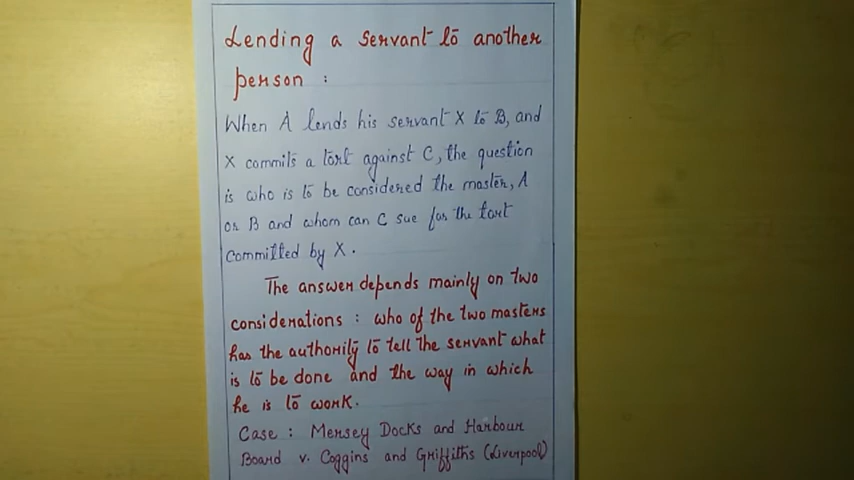 Lending a servant to another
person :
When A lends his servant X to B, and
X commits a tort against C, the question
is who is to be considered the master, A
or B and whom can C sue for the tort
committed by X.
The answer depends mainly on two
considerations : who of the two masters
has the authority to tell the servant what
is to be done and the way in which
he is to work.
Case : Mersey Docks and Harbour
Board v. Coggins and Griffiths (Liverpool)